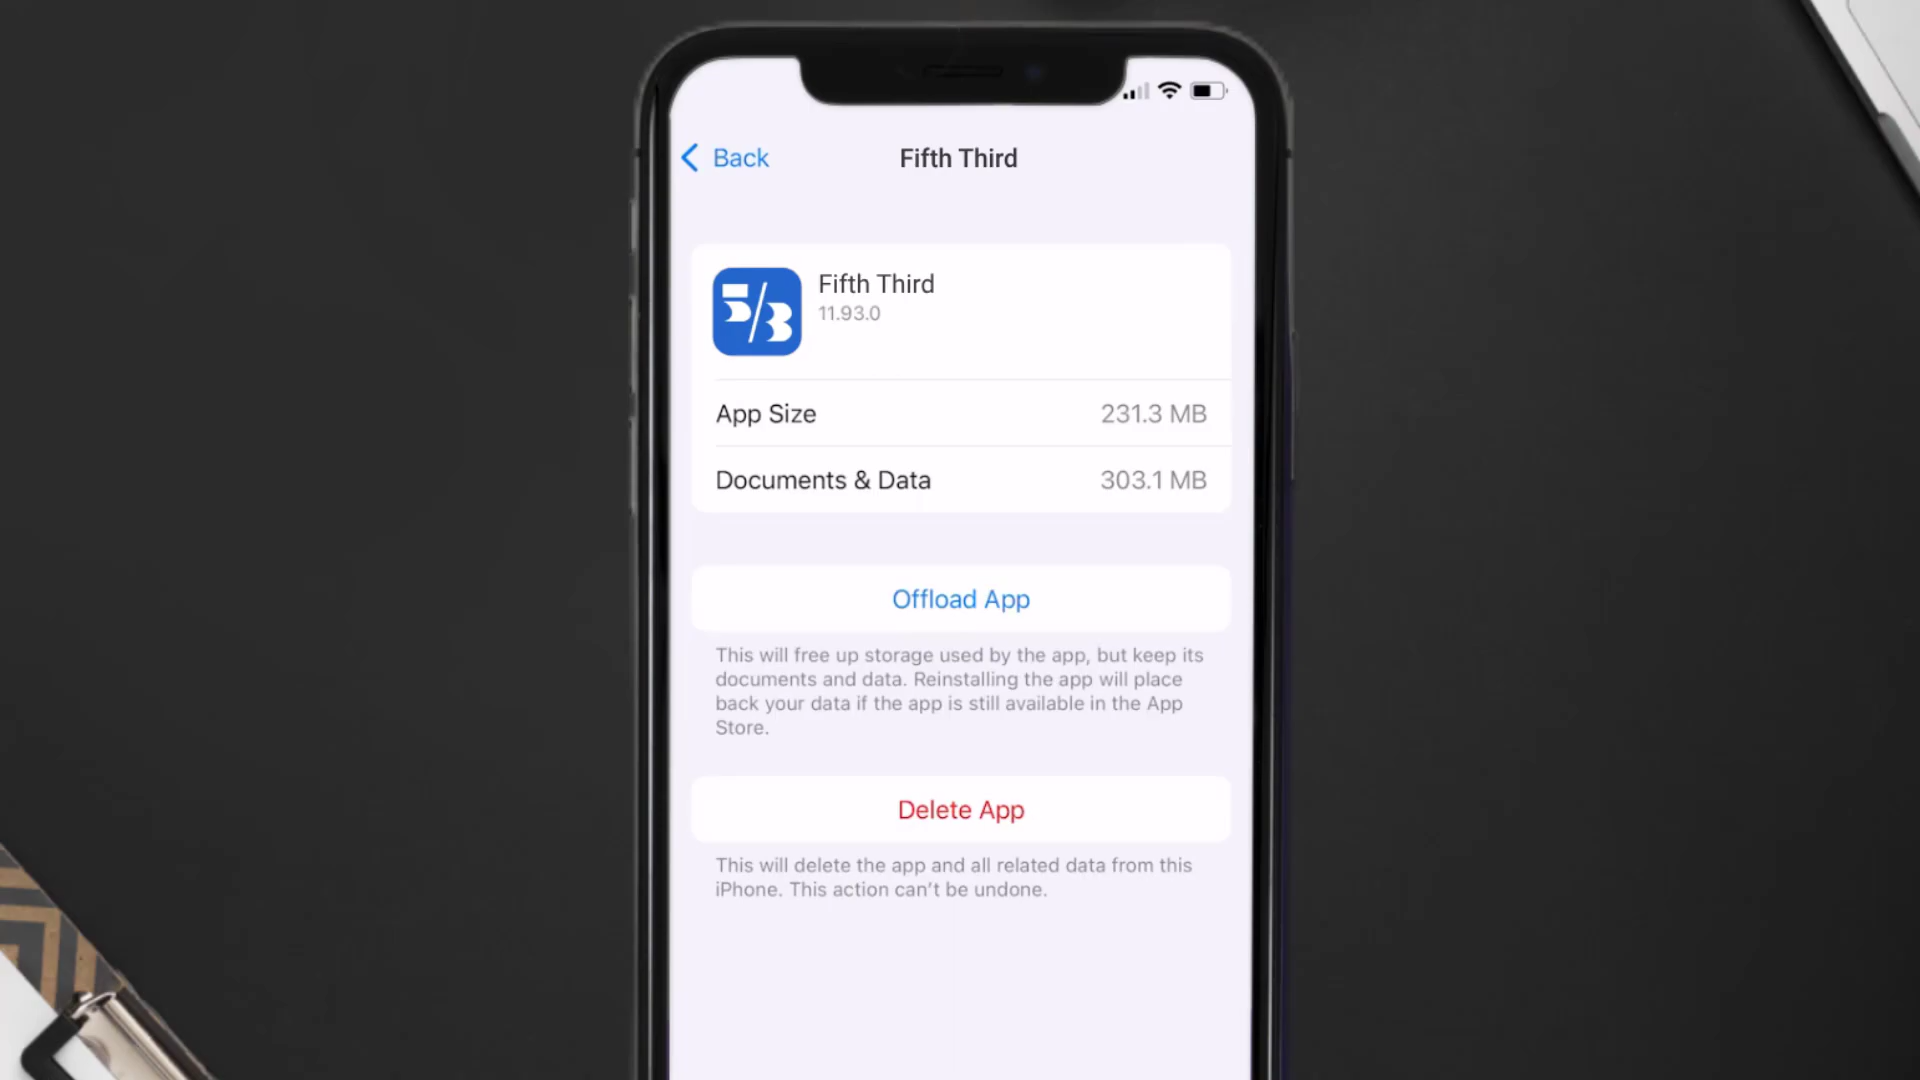 Back
Fifth Third
5/3
Fifth Third
11.93.0
App Size
231.3 MB
Documents & Data
303.1 MB
Offload App
This will free up storage used by the app, but keep its
documents and data. Reinstalling the app will place
back your data if the app is still available in the App
Store.
Delete App
This will delete the app and all related data from this
iPhone. This action can't be undone.